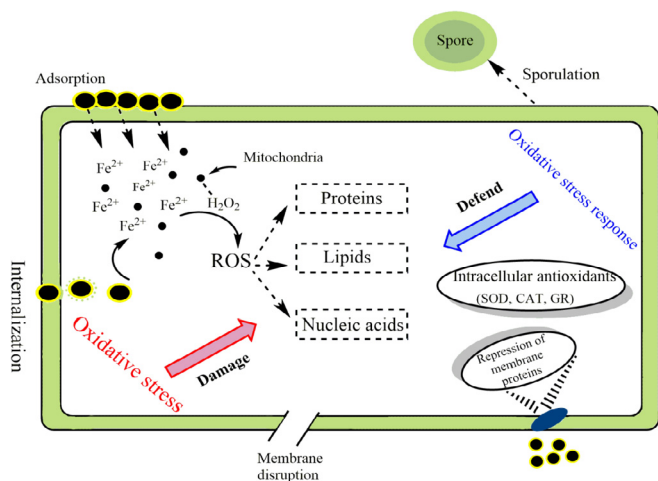 Spore
Sporulation
Adsorption
Fe2+
Fe2+
Fe2+
Fe2+
Fe2+
Fe2+
Mitochondria
H2O2
ROS
Proteins
Lipids
Nucleic acids
Oxidative stress response
Defend
Intracellular antioxidants
(SOD, CAT, GR)
Repression of
membrane
proteins
Internalization
Oxidative stress
Damage
Membrane
disruption